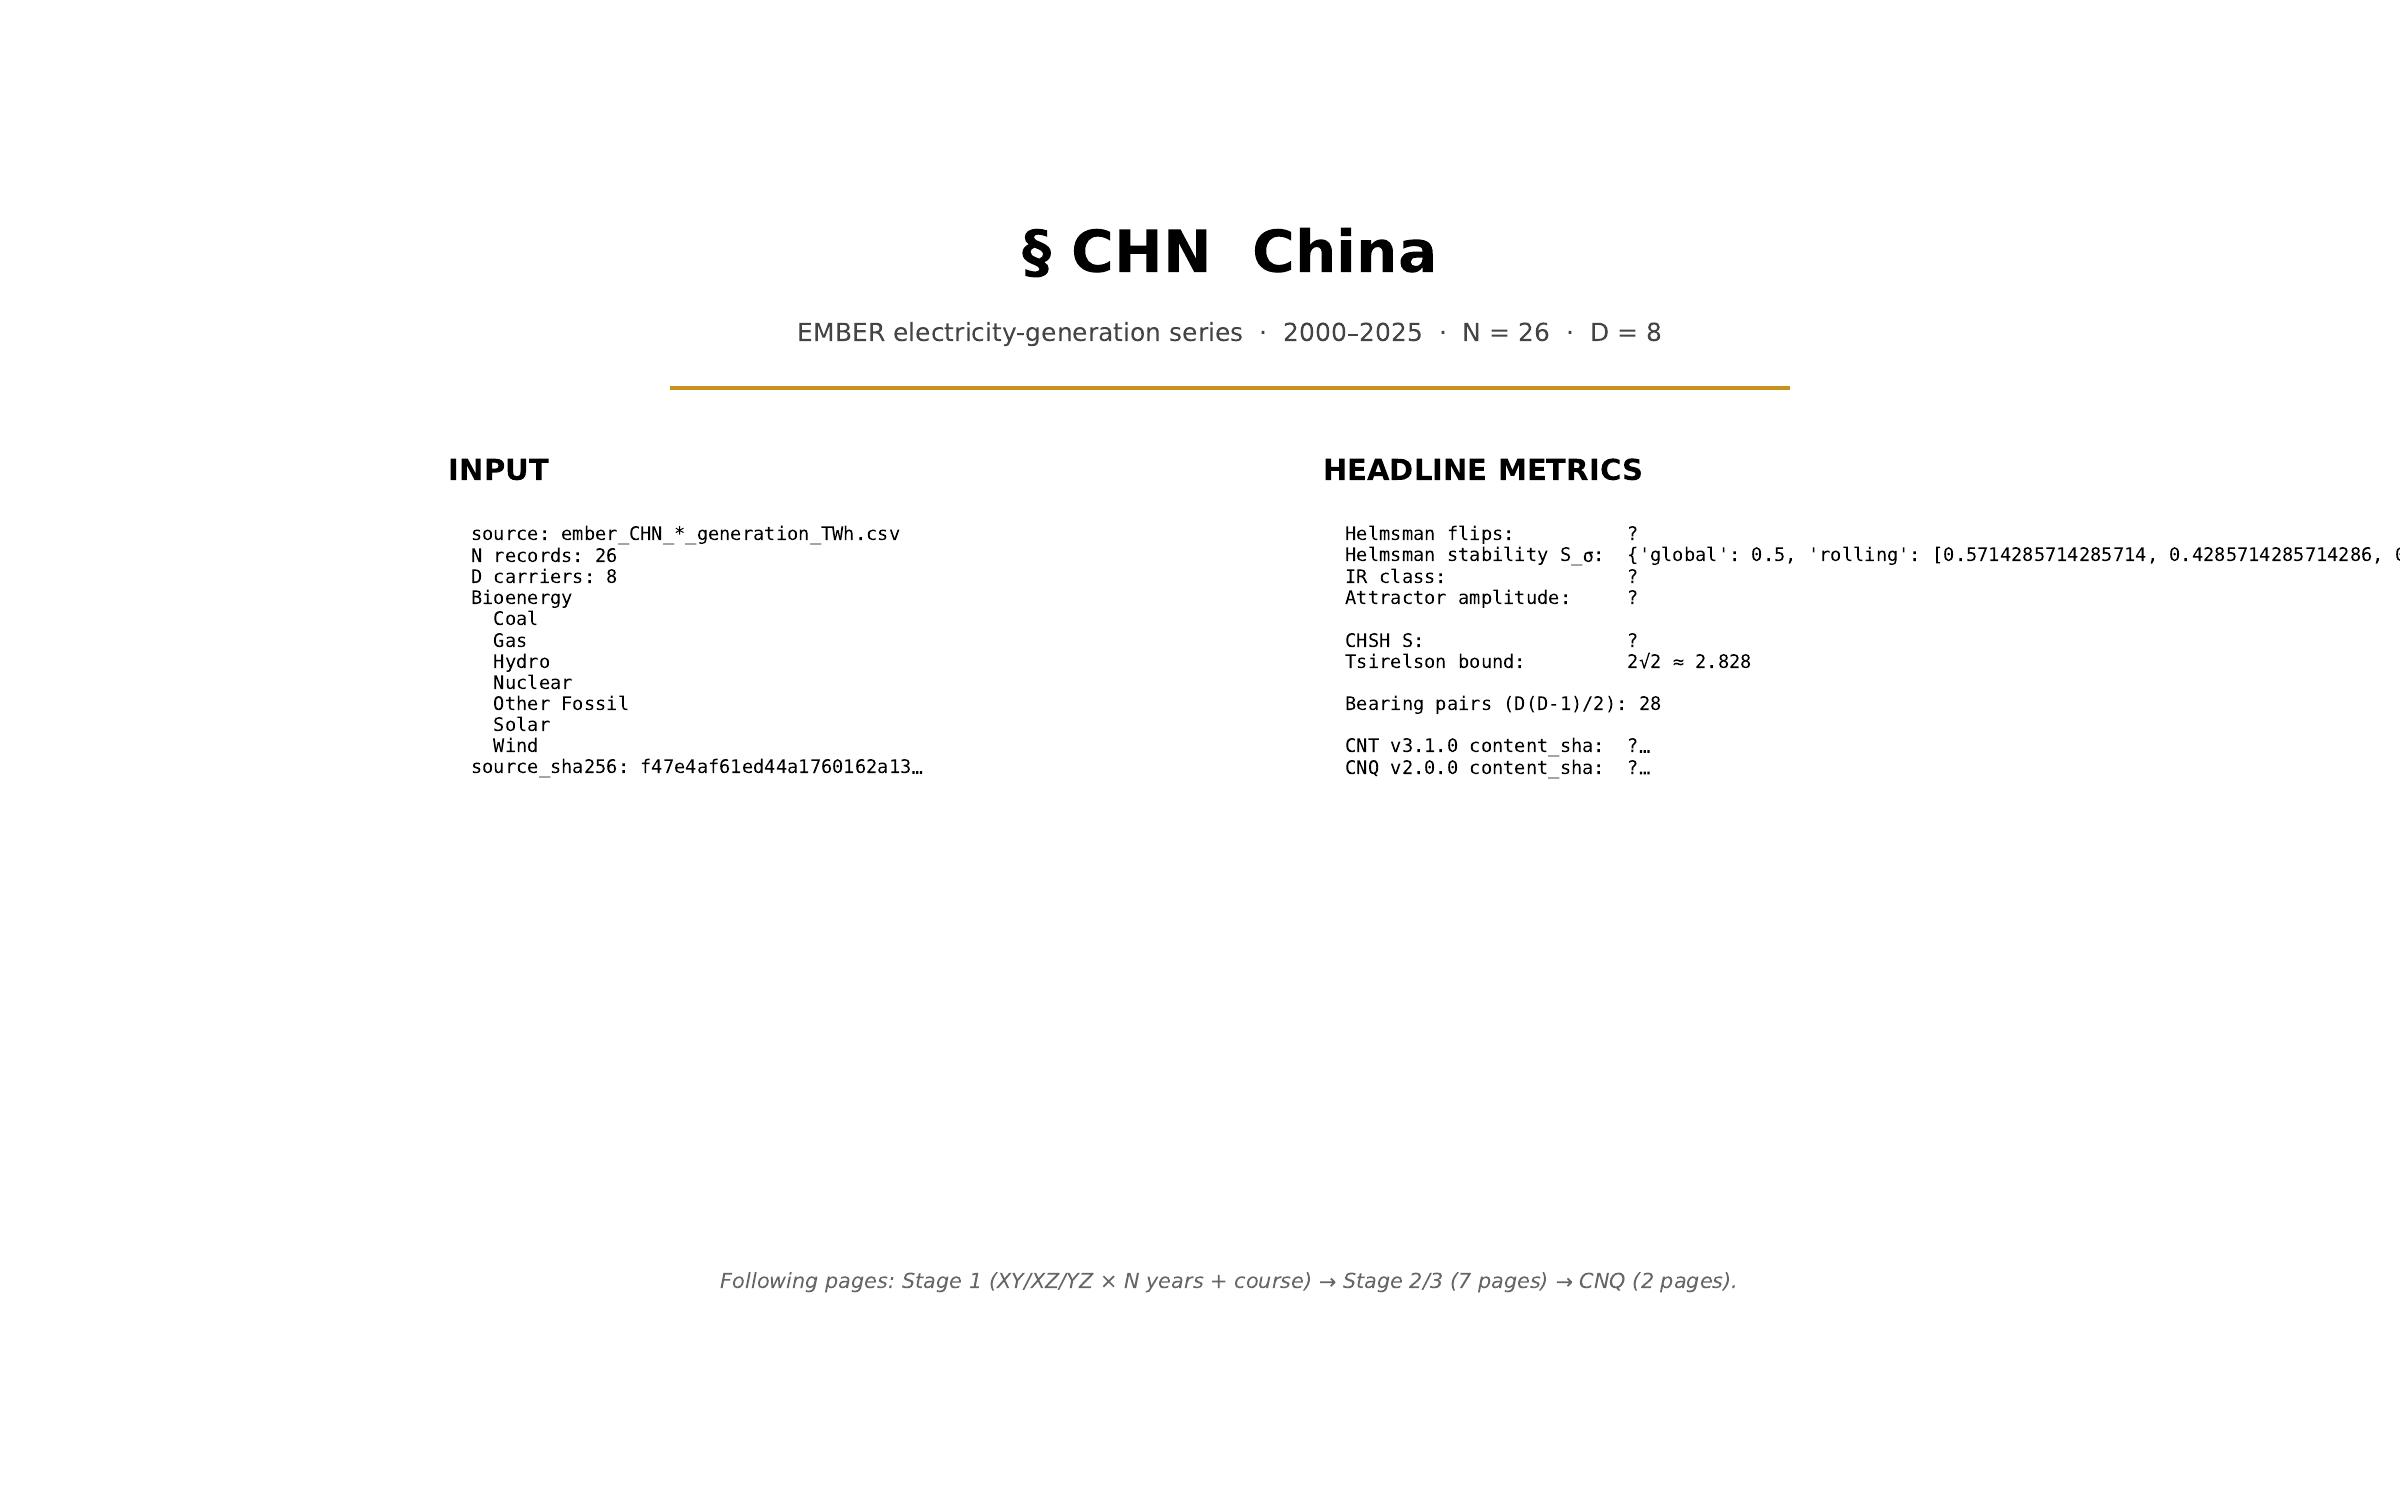 § CHN  China
EMBER electricity-generation series · 2000–2025 · N = 26 · D = 8
INPUT
source: ember_CHN_*_generation_TWh.csv
N records: 26
D carriers: 8
Bioenergy
Coal
Gas
Hydro
Nuclear
Other Fossil
Solar
Wind
source_sha256: f47e4af61ed44a1760162a13…
HEADLINE METRICS
Helmsman flips: ?
Helmsman stability S_σ: {'global': 0.5, 'rolling': [0.5714285714285714, 0.4285714285714286,
IR class: ?
Attractor amplitude: ?
CHSH S: ?
Tsirelson bound: 2√2 ≈ 2.828
Bearing pairs (D(D-1)/2): 28
CNT v3.1.0 content_sha: ?…
CNQ v2.0.0 content_sha: ?…
Following pages: Stage 1 (XY/XZ/YZ × N years + course) → Stage 2/3 (7 pages) → CNQ (2 pages).